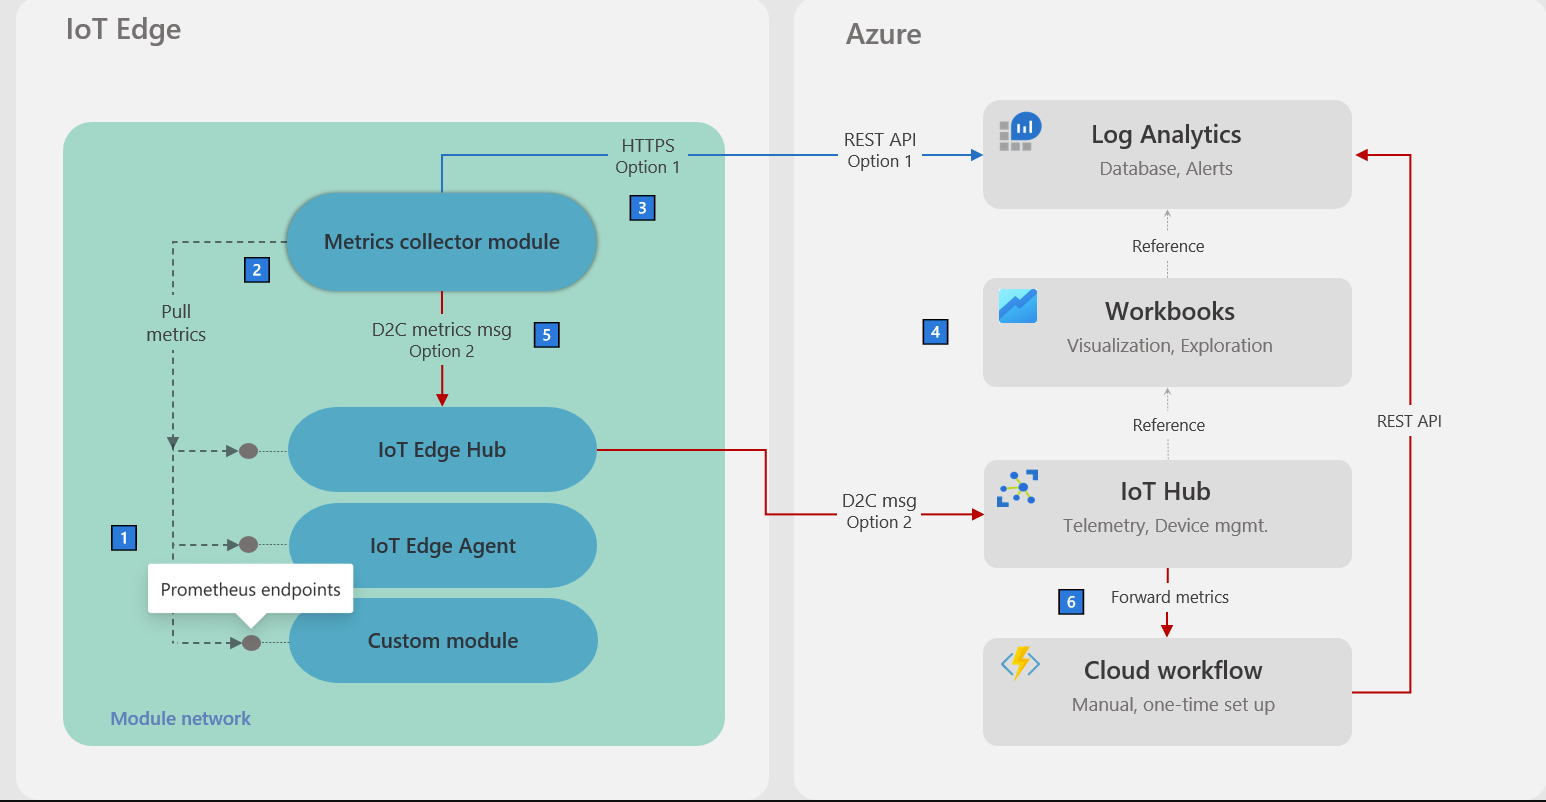 IoT Edge
HTTPS
Option 1
3
Metrics collector module
2
Pull
metrics
D2C metrics msg
Option 2
5
IoT Edge Hub
1
IoT Edge Agent
Prometheus endpoints
Custom module
Module network
Azure
REST API
Option 1
Log Analytics
Database, Alerts
Reference
4
Workbooks
Visualization, Exploration
Reference
REST API
D2C msg
Option 2
IoT Hub
Telemetry, Device mgmt.
6
Forward metrics
Cloud workflow
Manual, one-time set up